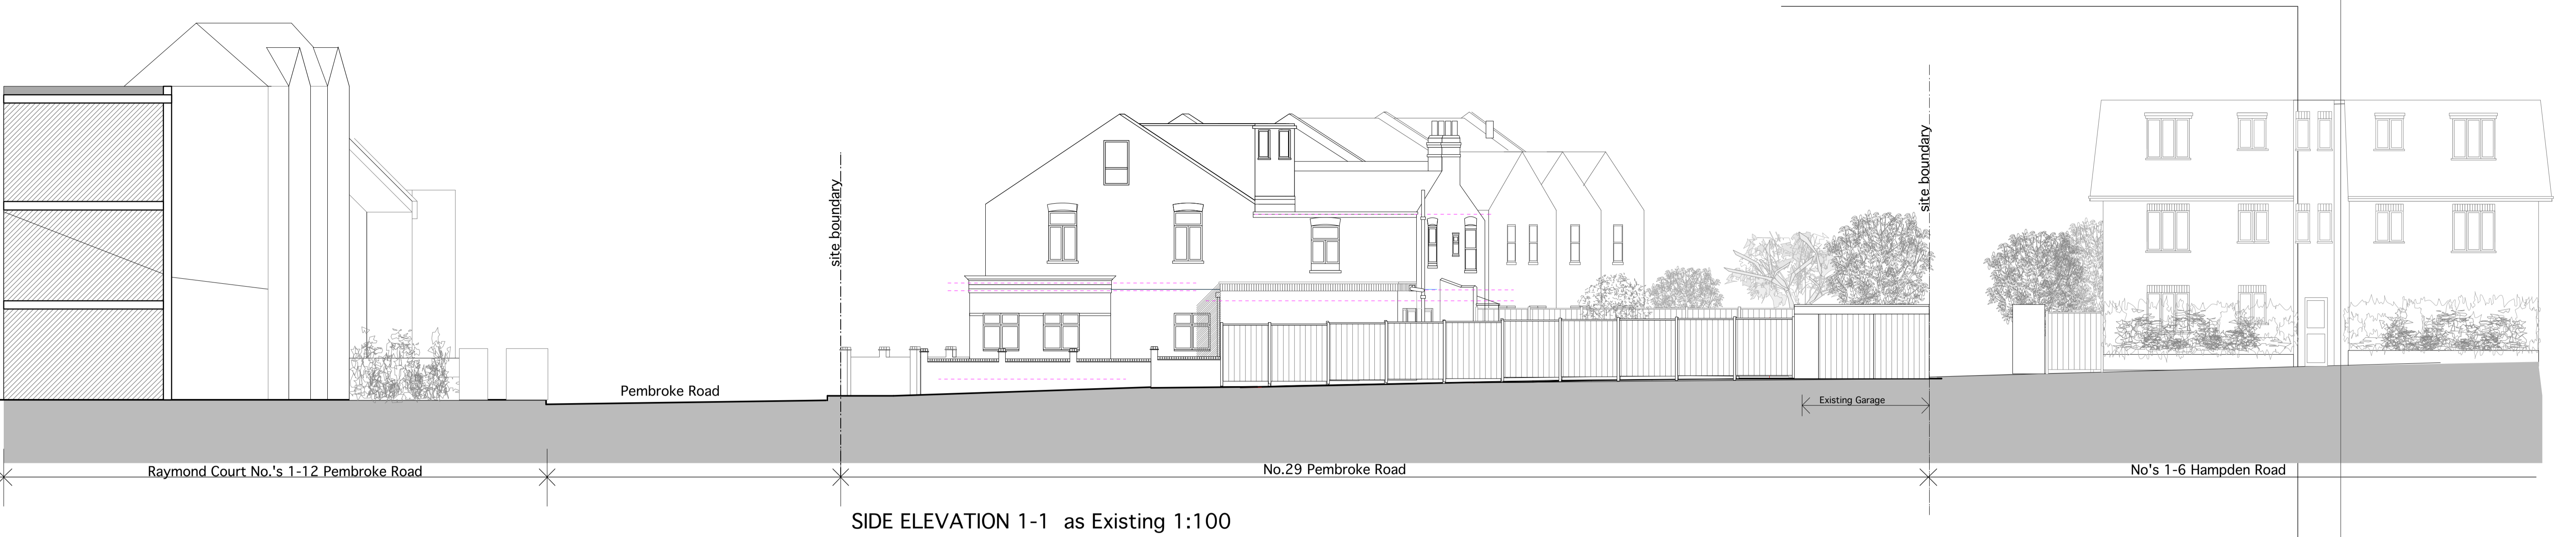 site boundary
site boundary
Pembroke Road
Existing Garage
Raymond Court No.'s 1-12 Pembroke Road
No.29 Pembroke Road
No's 1-6 Hampden Road
SIDE ELEVATION 1-1 as Existing 1:100